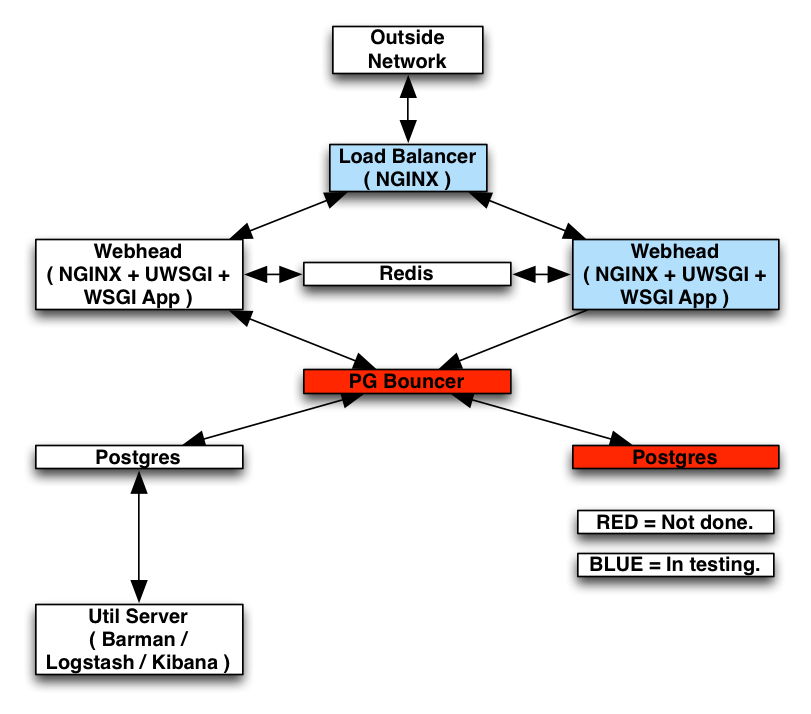 Outside
Network
Load Balancer
( NGINX )
Webhead
( NGINX + UWSGI +
WSGI App )
Redis
Webhead
( NGINX + UWSGI +
WSGI App )
PG Bouncer
Postgres
Postgres
RED = Not done.
BLUE = In testing.
Util Server
( Barman /
Logstash / Kibana )